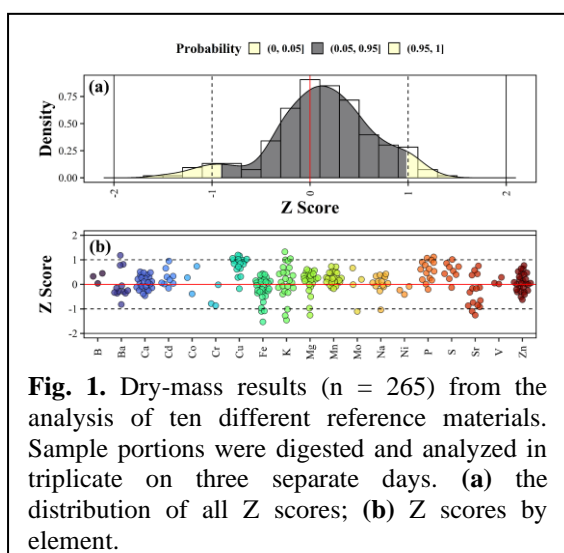 Probability (0, 0.05] (0.05, 0.95] (0.95, 1]
(a)
Density
0.75
0.50
0.25
0.00
-2 -1 0 1 2
Z Score
(b)
Z Score
2
1
0
-1
-2
B Ba Ca Cd Co Cr Cu Fe K Mg Mn Mo Na Ni P S Sr V Zn
Fig. 1. Dry-mass results (n = 265) from the
analysis of ten different reference materials.
Sample portions were digested and analyzed in
triplicate on three separate days. (a) the
distribution of all Z scores; (b) Z scores by
element.